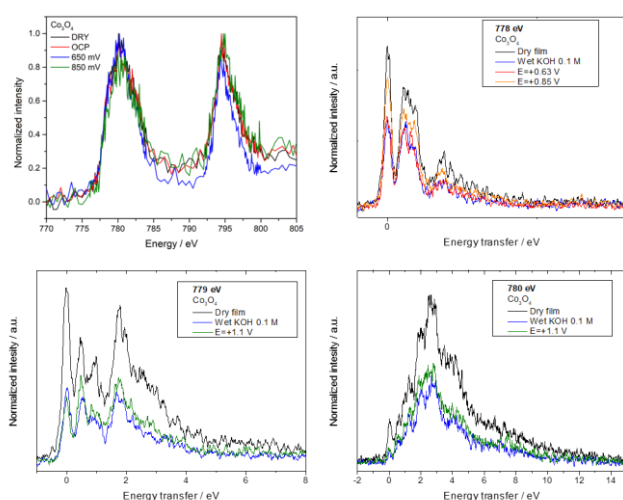 Co₃O₄
DRY
OCP
650 mV
850 mV
Normalized intensity
1.0
0.8
0.6
0.4
0.2
0.0
770 775 780 785 790 795 800 805
Energy / eV
778 eV
Co₃O₄
Dry film
Wet KOH 0.1 M
E=+0.63 V
E=+0.85 V
Normalized intesity / a.u.
0
Energy transfer / eV
779 eV
Co₃O₄
Dry film
Wet KOH 0.1 M
E=+1.1 V
Normalized intesity / a.u.
0 2 4 6 8
Energy transfer / eV
780 eV
Co₃O₄
Dry film
Wet KOH 0.1 M
E=+1.1 V
Normalized intesity / a.u.
-2 0 2 4 6 8 10 12 14
Energy transfer / eV